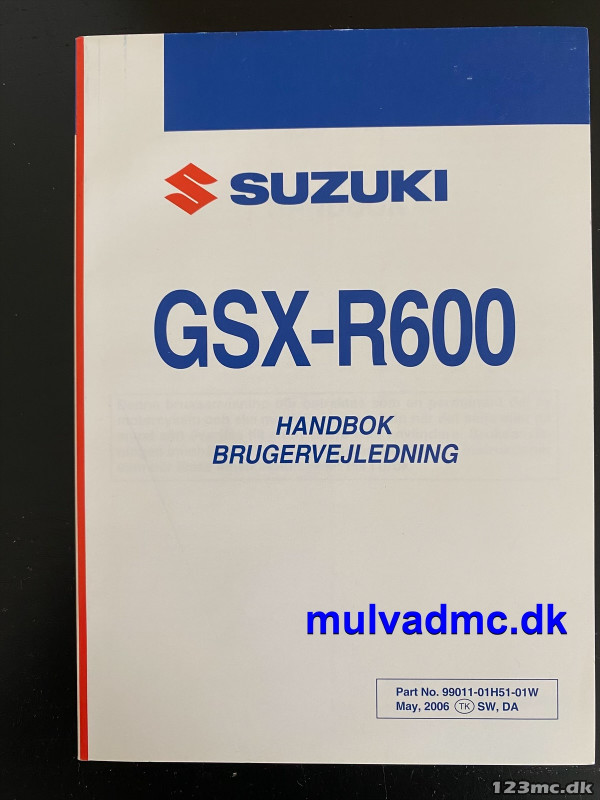 SUZUKI
GSX-R600
HANDBOK
BRUGERVEJLEDNING
mulvadmc.dk
Part No. 99011-01H51-01W
May, 2006 TK SW, DA
123mc.dk